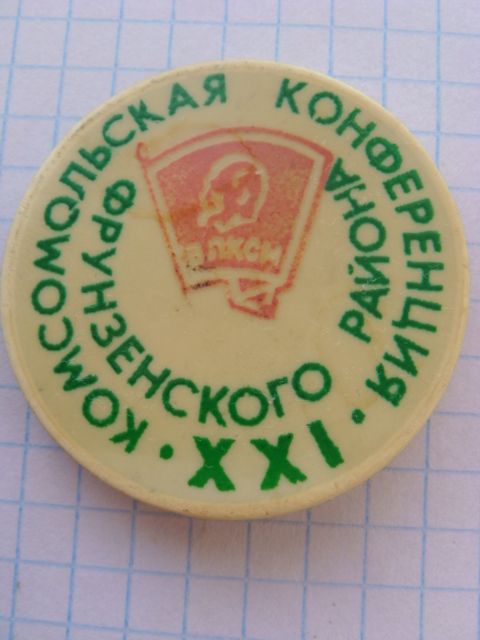 XXI
КОМСОМОЛЬСКАЯ КОНФЕРЕНЦИЯ
ФРУНЗЕНСКОГО РАЙОНА
ВЛКСМ